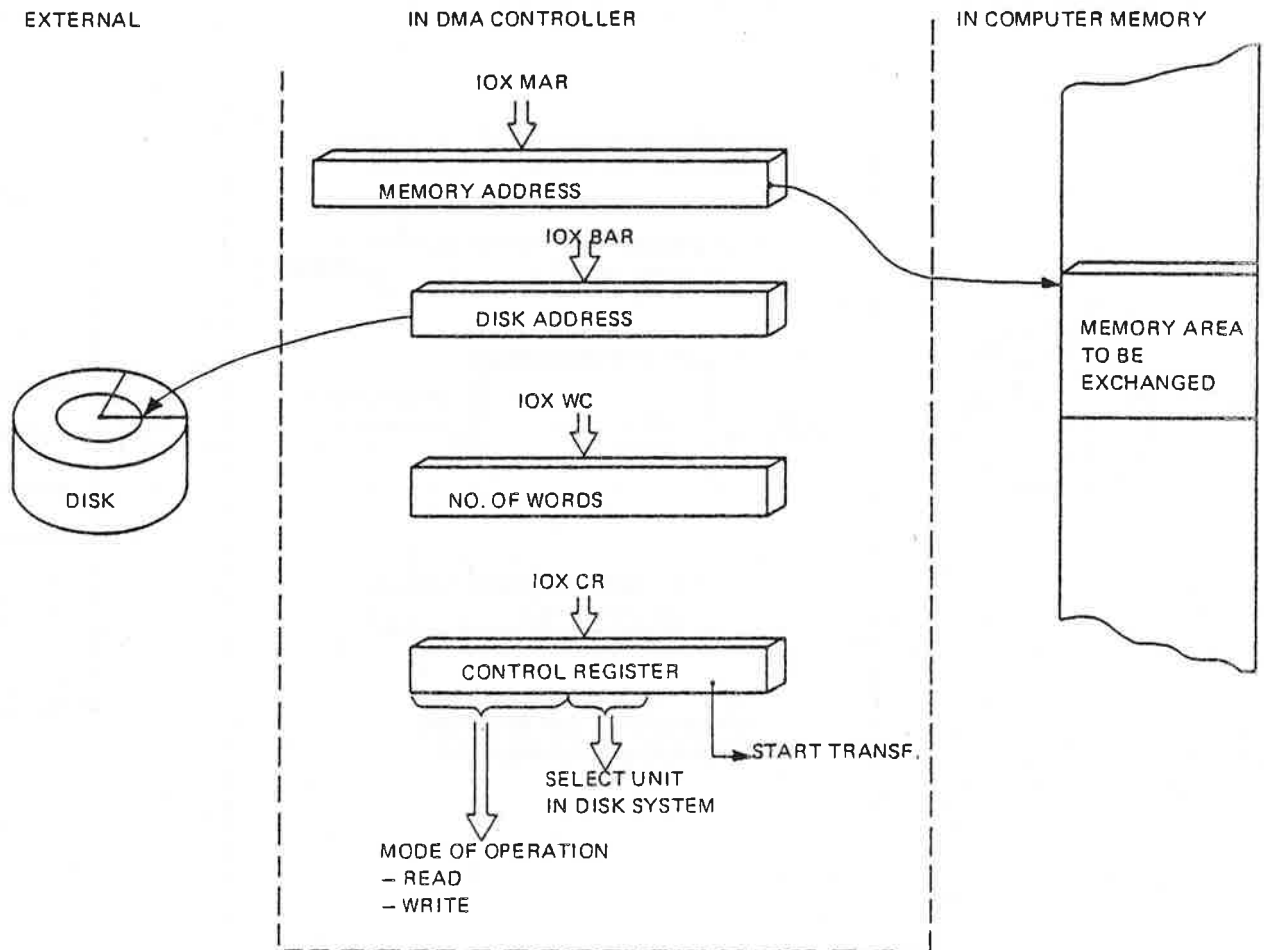 EXTERNAL
IN DMA CONTROLLER
IN COMPUTER MEMORY
IOX MAR
MEMORY ADDRESS
IOX BAR
DISK ADDRESS
MEMORY AREA
TO BE
EXCHANGED
IOX WC
DISK
NO. OF WORDS
IOX CR
CONTROL REGISTER
START TRANSF.
SELECT UNIT
IN DISK SYSTEM
MODE OF OPERATION
– READ
– WRITE